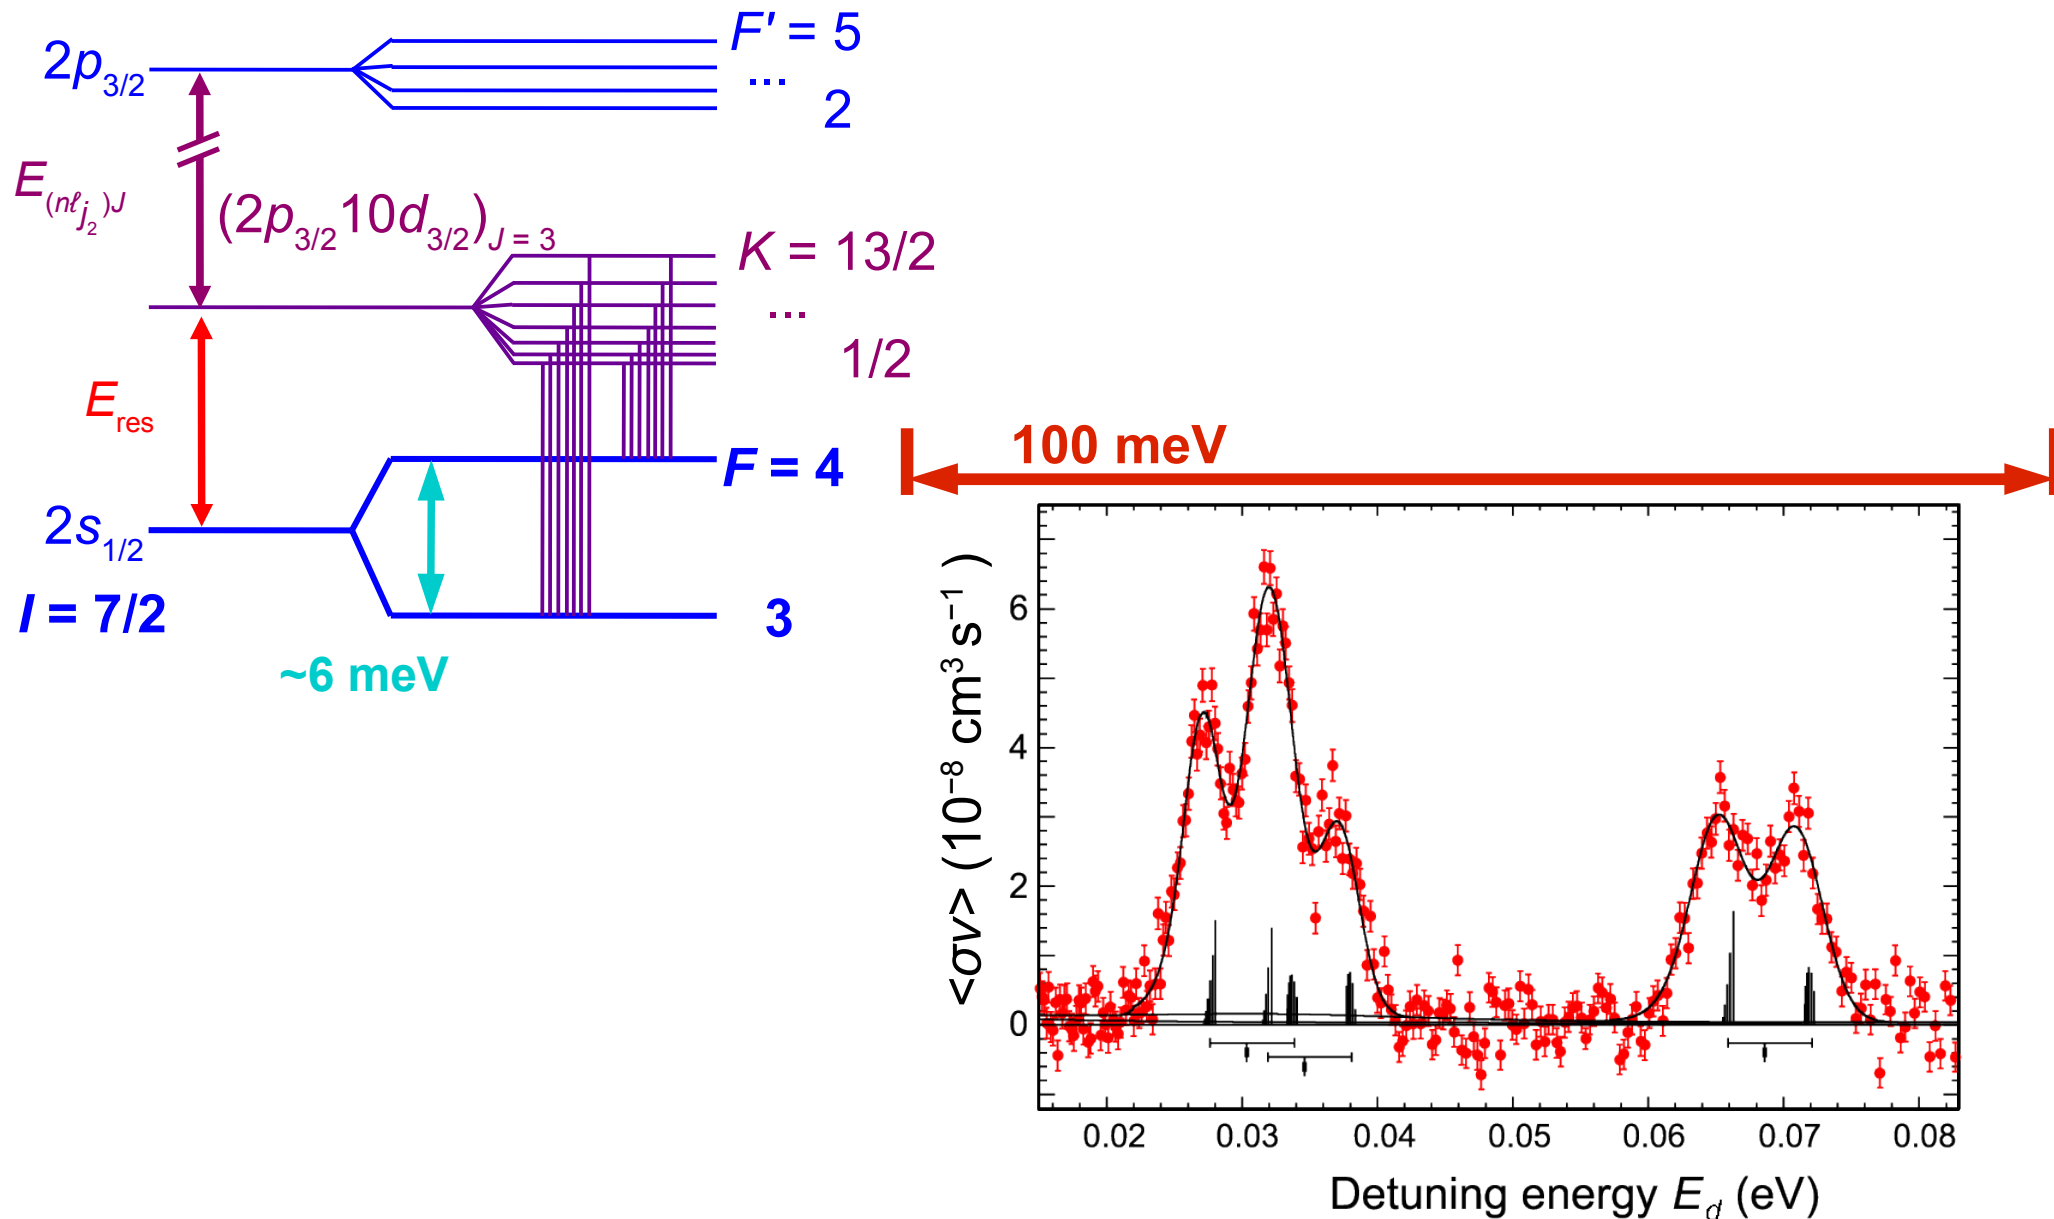 2p3/2
F' = 5
...
2
E(nℓj2)J
(2p3/210d3/2)J = 3
K = 13/2
...
1/2
Eres
2s1/2
F = 4
I = 7/2
3
~6 meV
100 meV
<σv> (10−8 cm3 s−1 )
6
4
2
0
0.02 0.03 0.04 0.05 0.06 0.07 0.08
Detuning energy Ed (eV)